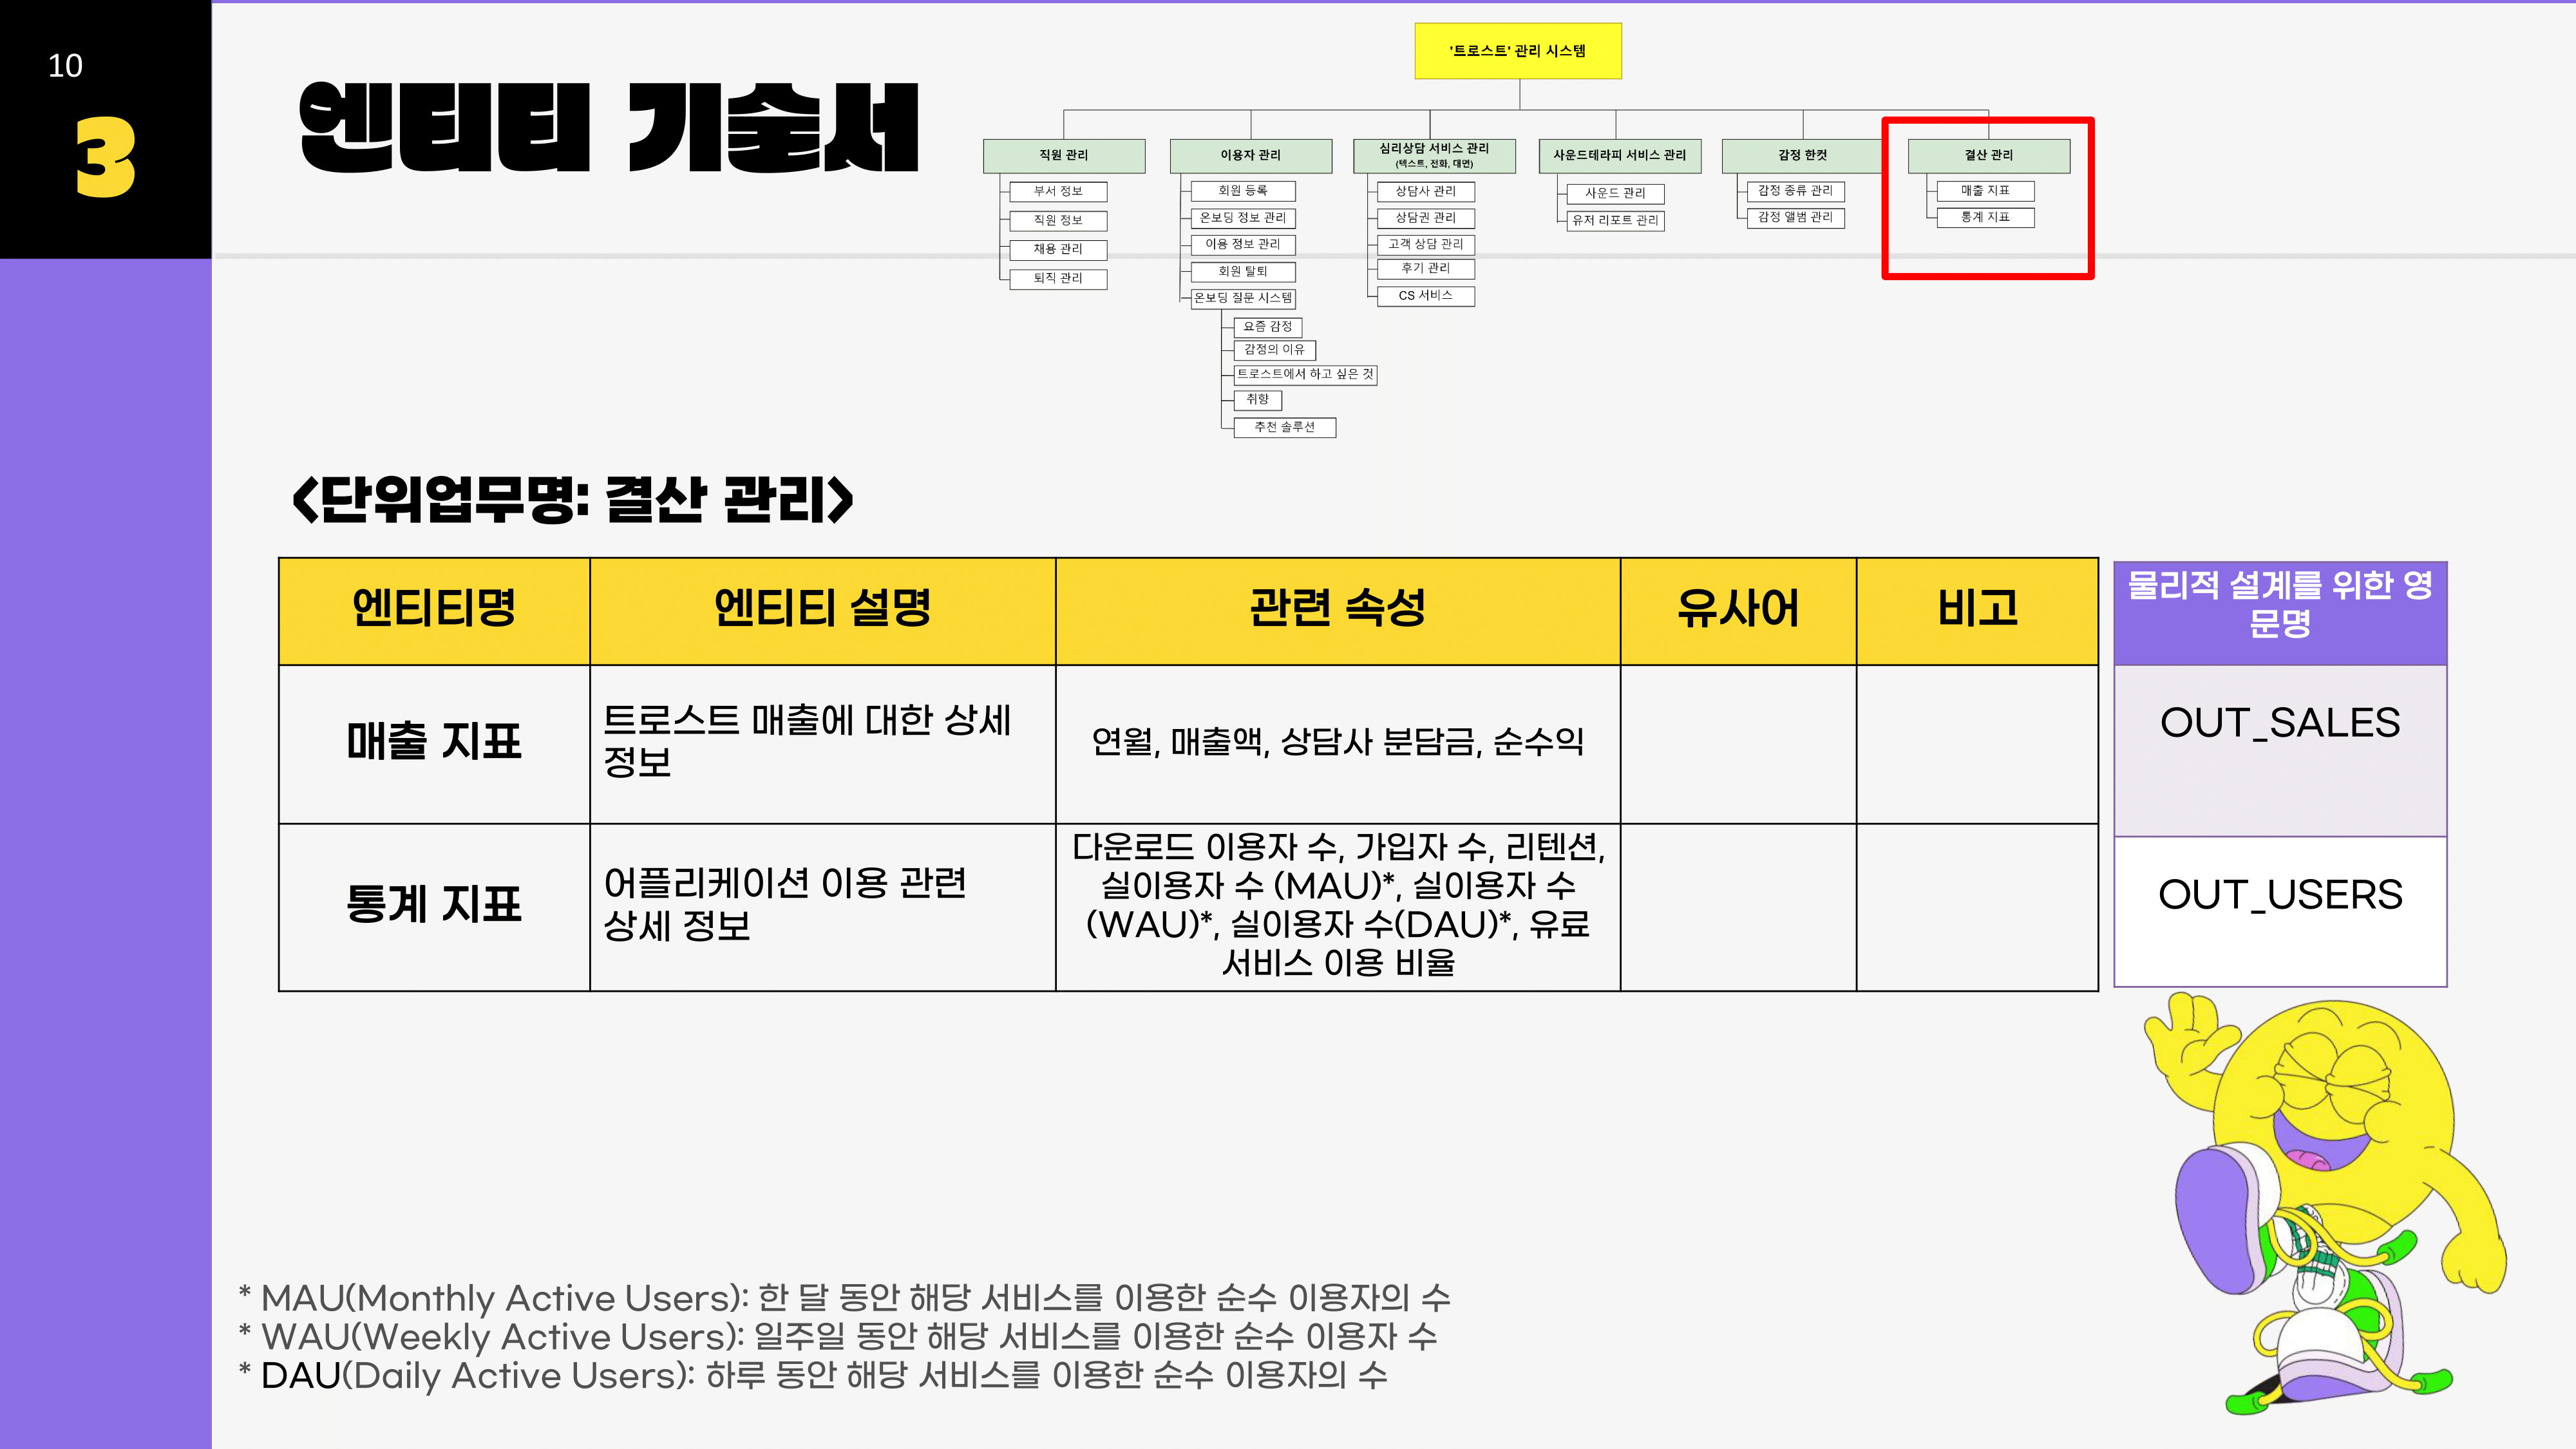 10
3
엔티티 기술서
'트로스트' 관리 시스템
직원 관리
부서 정보
직원 정보
채용 관리
퇴직 관리
이용자 관리
회원 등록
온보딩 정보 관리
이용 정보 관리
회원 탈퇴
온보딩 질문 시스템
요즘 감정
감정의 이유
트로스트에서 하고 싶은 것
취향
추천 솔루션
심리상담 서비스 관리
(텍스트, 전화, 대면)
상담사 관리
상담권 관리
고객 상담 관리
후기 관리
CS 서비스
사운드테라피 서비스 관리
사운드 관리
유저 리포트 관리
감정 한컷
감정 종류 관리
감정 앨범 관리
결산 관리
매출 지표
통계 지표
<단위업무명: 결산 관리>
엔티티명
엔티티 설명
관련 속성
유사어
비고
물리적 설계를 위한 영
문명
매출 지표
트로스트 매출에 대한 상세
정보
연월, 매출액, 상담사 분담금, 순수익
OUT_SALES
통계 지표
어플리케이션 이용 관련
상세 정보
다운로드 이용자 수, 가입자 수, 리텐션,
실이용자 수 (MAU)*, 실이용자 수
(WAU)*, 실이용자 수(DAU)*, 유료
서비스 이용 비율
OUT_USERS
* MAU(Monthly Active Users): 한 달 동안 해당 서비스를 이용한 순수 이용자의 수
* WAU(Weekly Active Users): 일주일 동안 해당 서비스를 이용한 순수 이용자 수
* DAU(Daily Active Users): 하루 동안 해당 서비스를 이용한 순수 이용자의 수